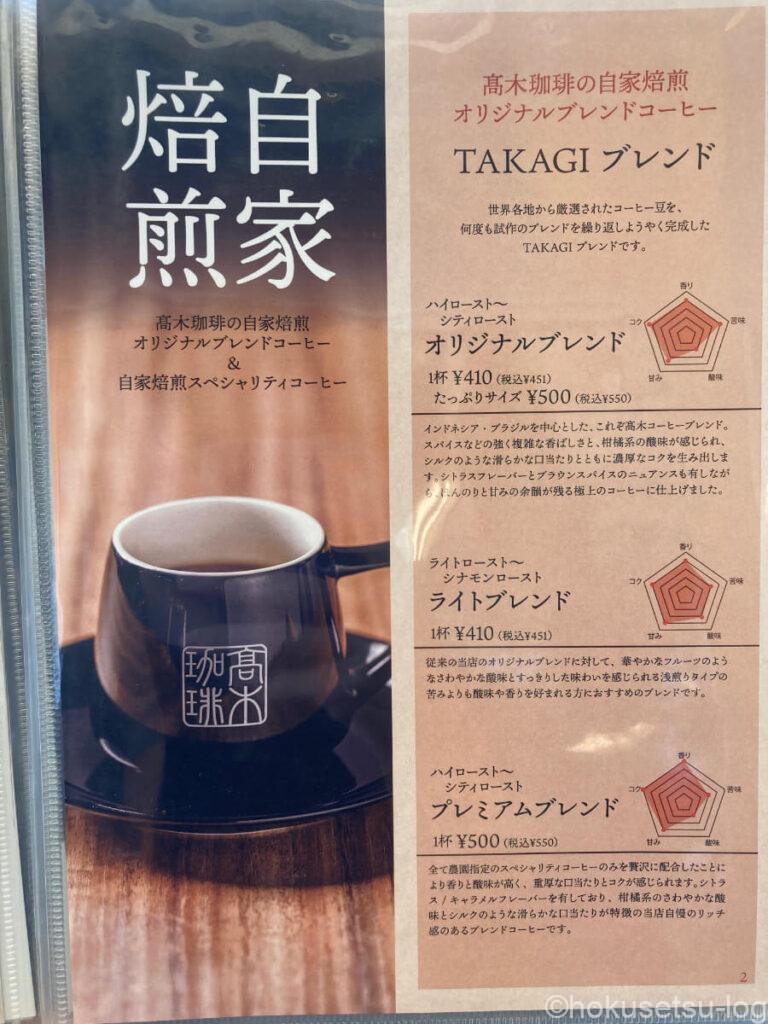 自家
焙煎
髙木珈琲の自家焙煎
オリジナルブレンドコーヒー
&
自家焙煎スペシャリティコーヒー
髙木珈琲
髙木珈琲の自家焙煎
オリジナルブレンドコーヒー
TAKAGI ブレンド
世界各地から厳選されたコーヒー豆を、
何度も試作のブレンドを繰り返しようやく完成した
TAKAGI ブレンドです。
ハイロースト〜
シティロースト
オリジナルブレンド
1杯 ¥410 (税込¥451)
たっぷりサイズ ¥500 (税込¥550)
香り
コク
苦味
甘み
酸味
インドネシア・ブラジルを中心とした、これぞ髙木コーヒーブレンド。
スパイスなどの強く複雑な香ばしさと、柑橘系の酸味が感じられ、
シルクのような滑らかな口当たりとともに濃厚なコクを生み出しま
す。シトラスフレーバーとブラウンスパイスのニュアンスも有しなが
ら、ほんのりと甘みの余韻が残る極上のコーヒーに仕上げました。
ライトロースト〜
シナモンロースト
ライトブレンド
1杯 ¥410 (税込¥451)
香り
コク
苦味
甘み
酸味
従来の当店のオリジナルブレンドに対して、華やかなフルーツのよう
なさわやかな酸味とすっきりした味わいを感じられる浅煎りタイプの
苦みよりも酸味や香りを好まれる方におすすめのブレンドです。
ハイロースト〜
シティロースト
プレミアムブレンド
1杯 ¥500 (税込¥550)
香り
コク
苦味
甘み
酸味
全て農園指定のスペシャリティコーヒーのみを贅沢に配合したことに
より香りと酸味が高く、重厚な口当たりとコクが感じられます。シトラ
ス / キャラメルフレーバーを有しており、柑橘系のさわやかな酸
味とシルクのような滑らかな口当たりが特徴の当店自慢のリッチ
感のあるブレンドコーヒーです。
2
©hokusetsu-log